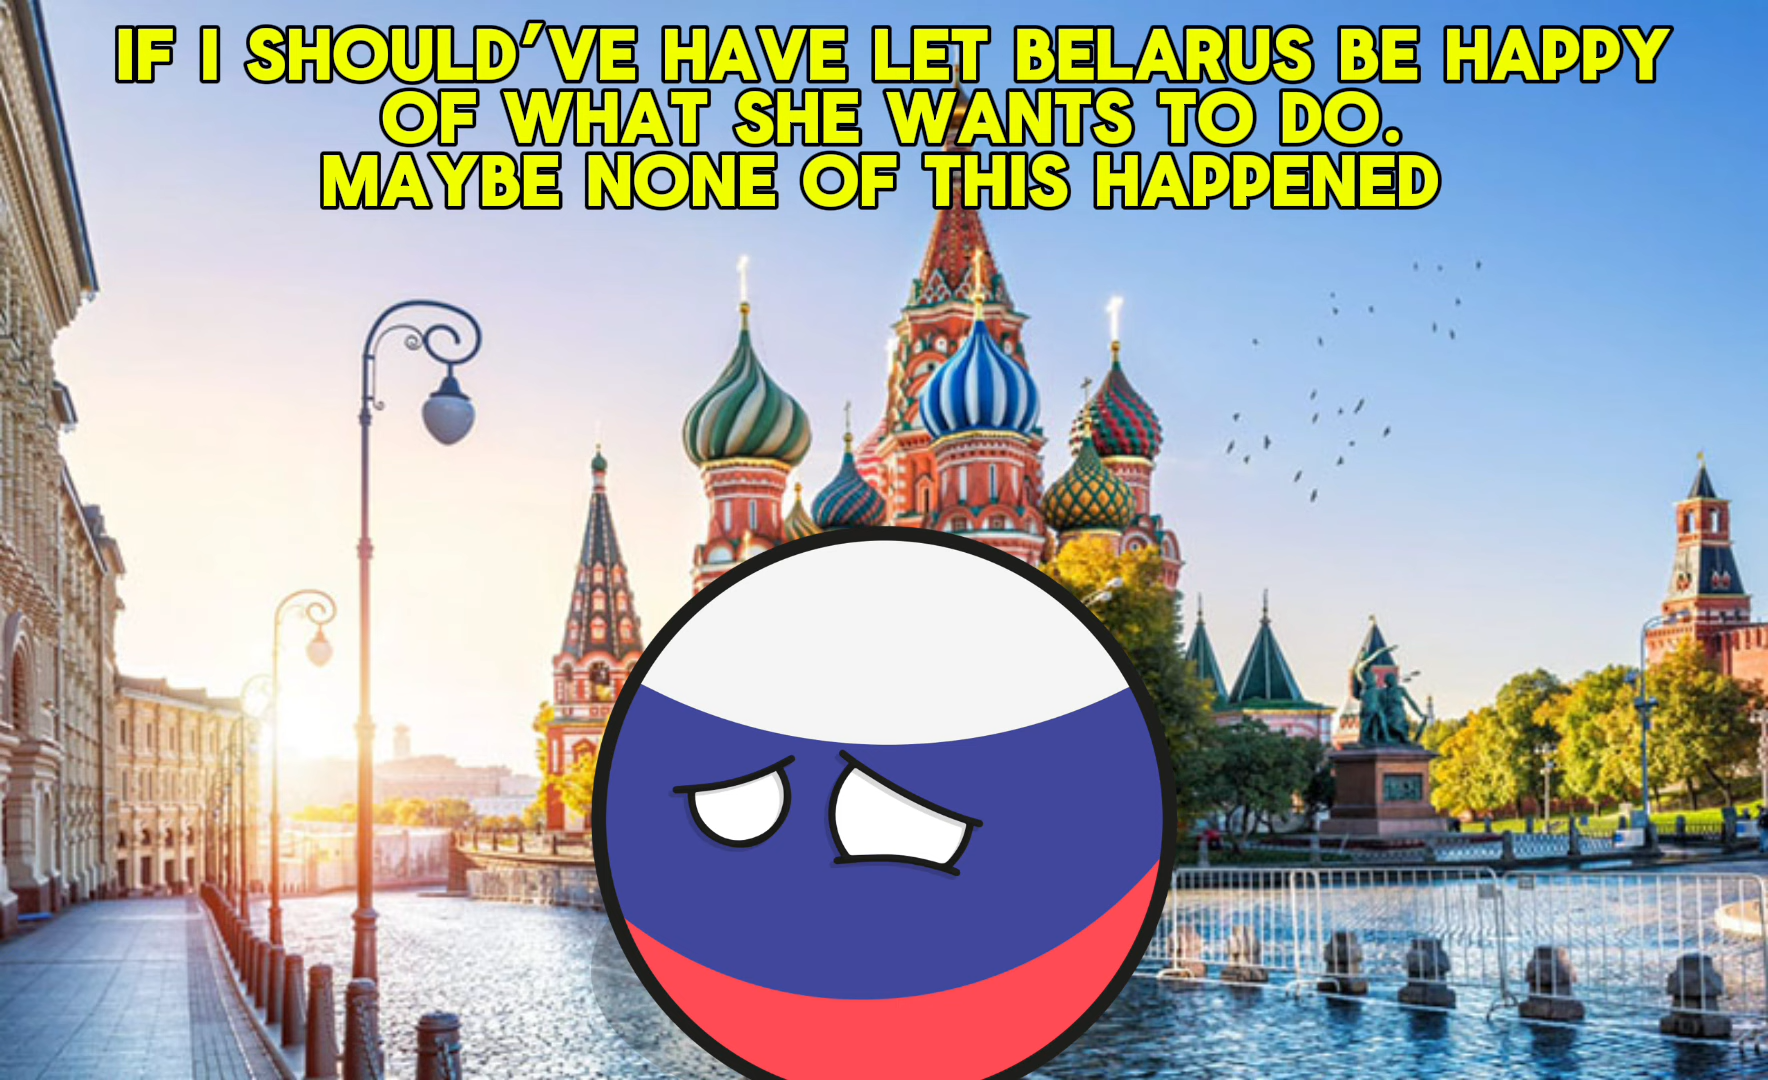 IF I SHOULD'VE HAVE LET BELARUS BE HAPPY
OF WHAT SHE WANTS TO DO.
MAYBE NONE OF THIS HAPPENED